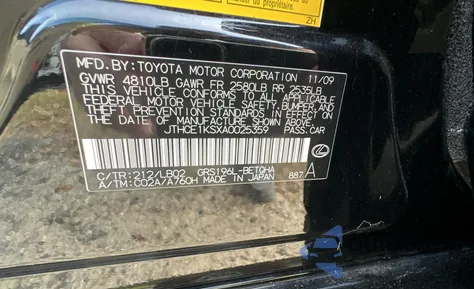 ZH
MFD.BY: TOYOTA MOTOR CORPORATION 11/09
GVWR 4810LB GAWR FR 2580LB RR 2535LB
THIS VEHICLE CONFORMS TO ALL APPLICABLE
FEDERAL MOTOR VEHICLE SAFETY, BUMPER, AND
THEFT PREVENTION STANDARDS IN EFFECT ON
THE DATE OF MANUFACTURE SHOWN ABOVE.
JTHCE1KSXA0025359 PASS.CAR
C/TR: 212/LB02 GRS196L-BETQHA A
A/TM: C02A/A760H MADE IN JAPAN 887